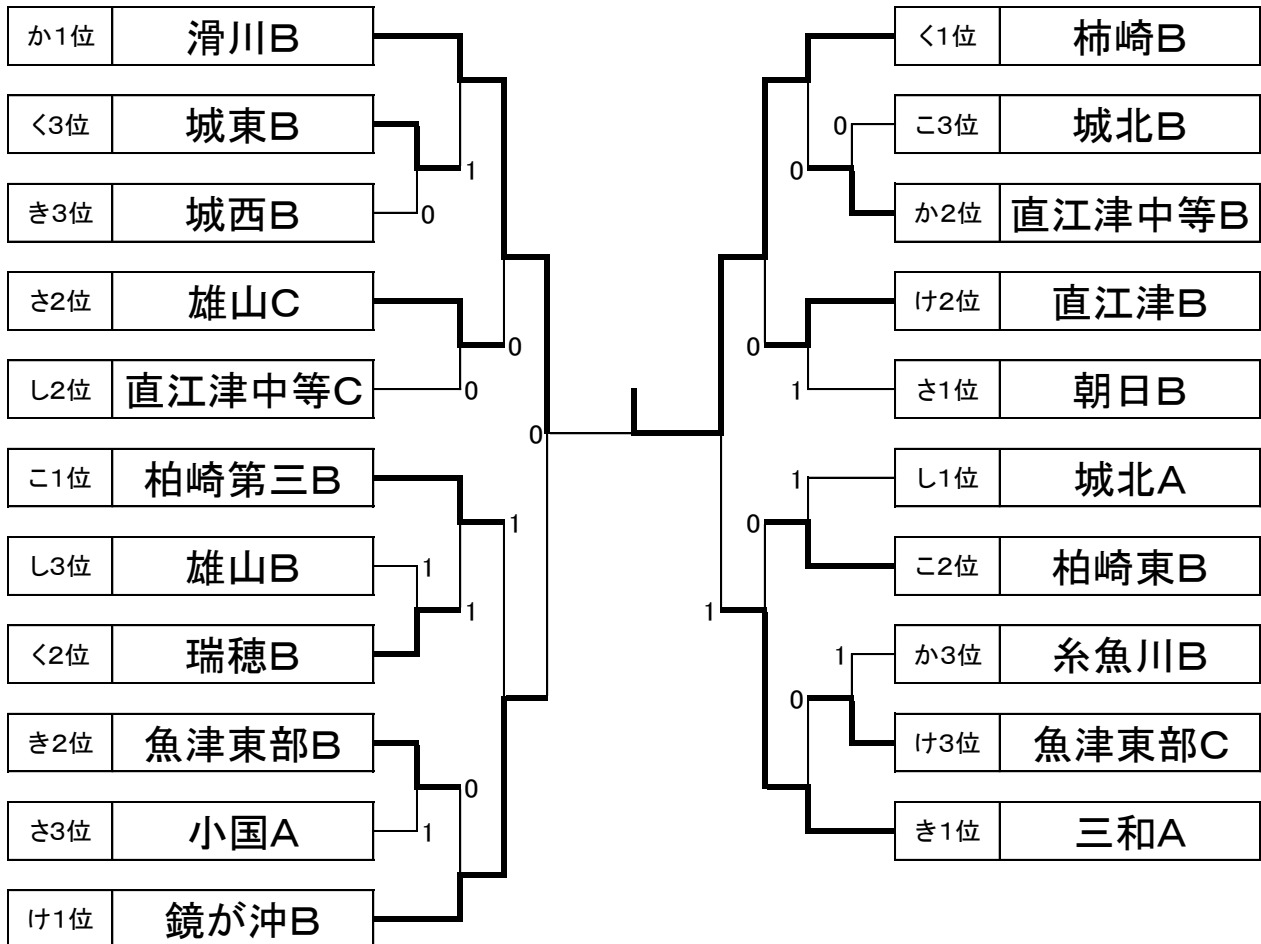 か1位 滑川B
く3位 城東B
1
き3位 城西B
0
さ2位 雄山C
0
し2位 直江津中等C
0
0
こ1位 柏崎第三B
1
し3位 雄山B
1
1
く2位 瑞穂B
き2位 魚津東部B
0
さ3位 小国A
1
け1位 鏡が沖B
く1位 柿崎B
0
こ3位 城北B
0
か2位 直江津中等B
け2位 直江津B
0
1
さ1位 朝日B
1
し1位 城北A
0
こ2位 柏崎東B
1
1
か3位 糸魚川B
0
け3位 魚津東部C
き1位 三和A